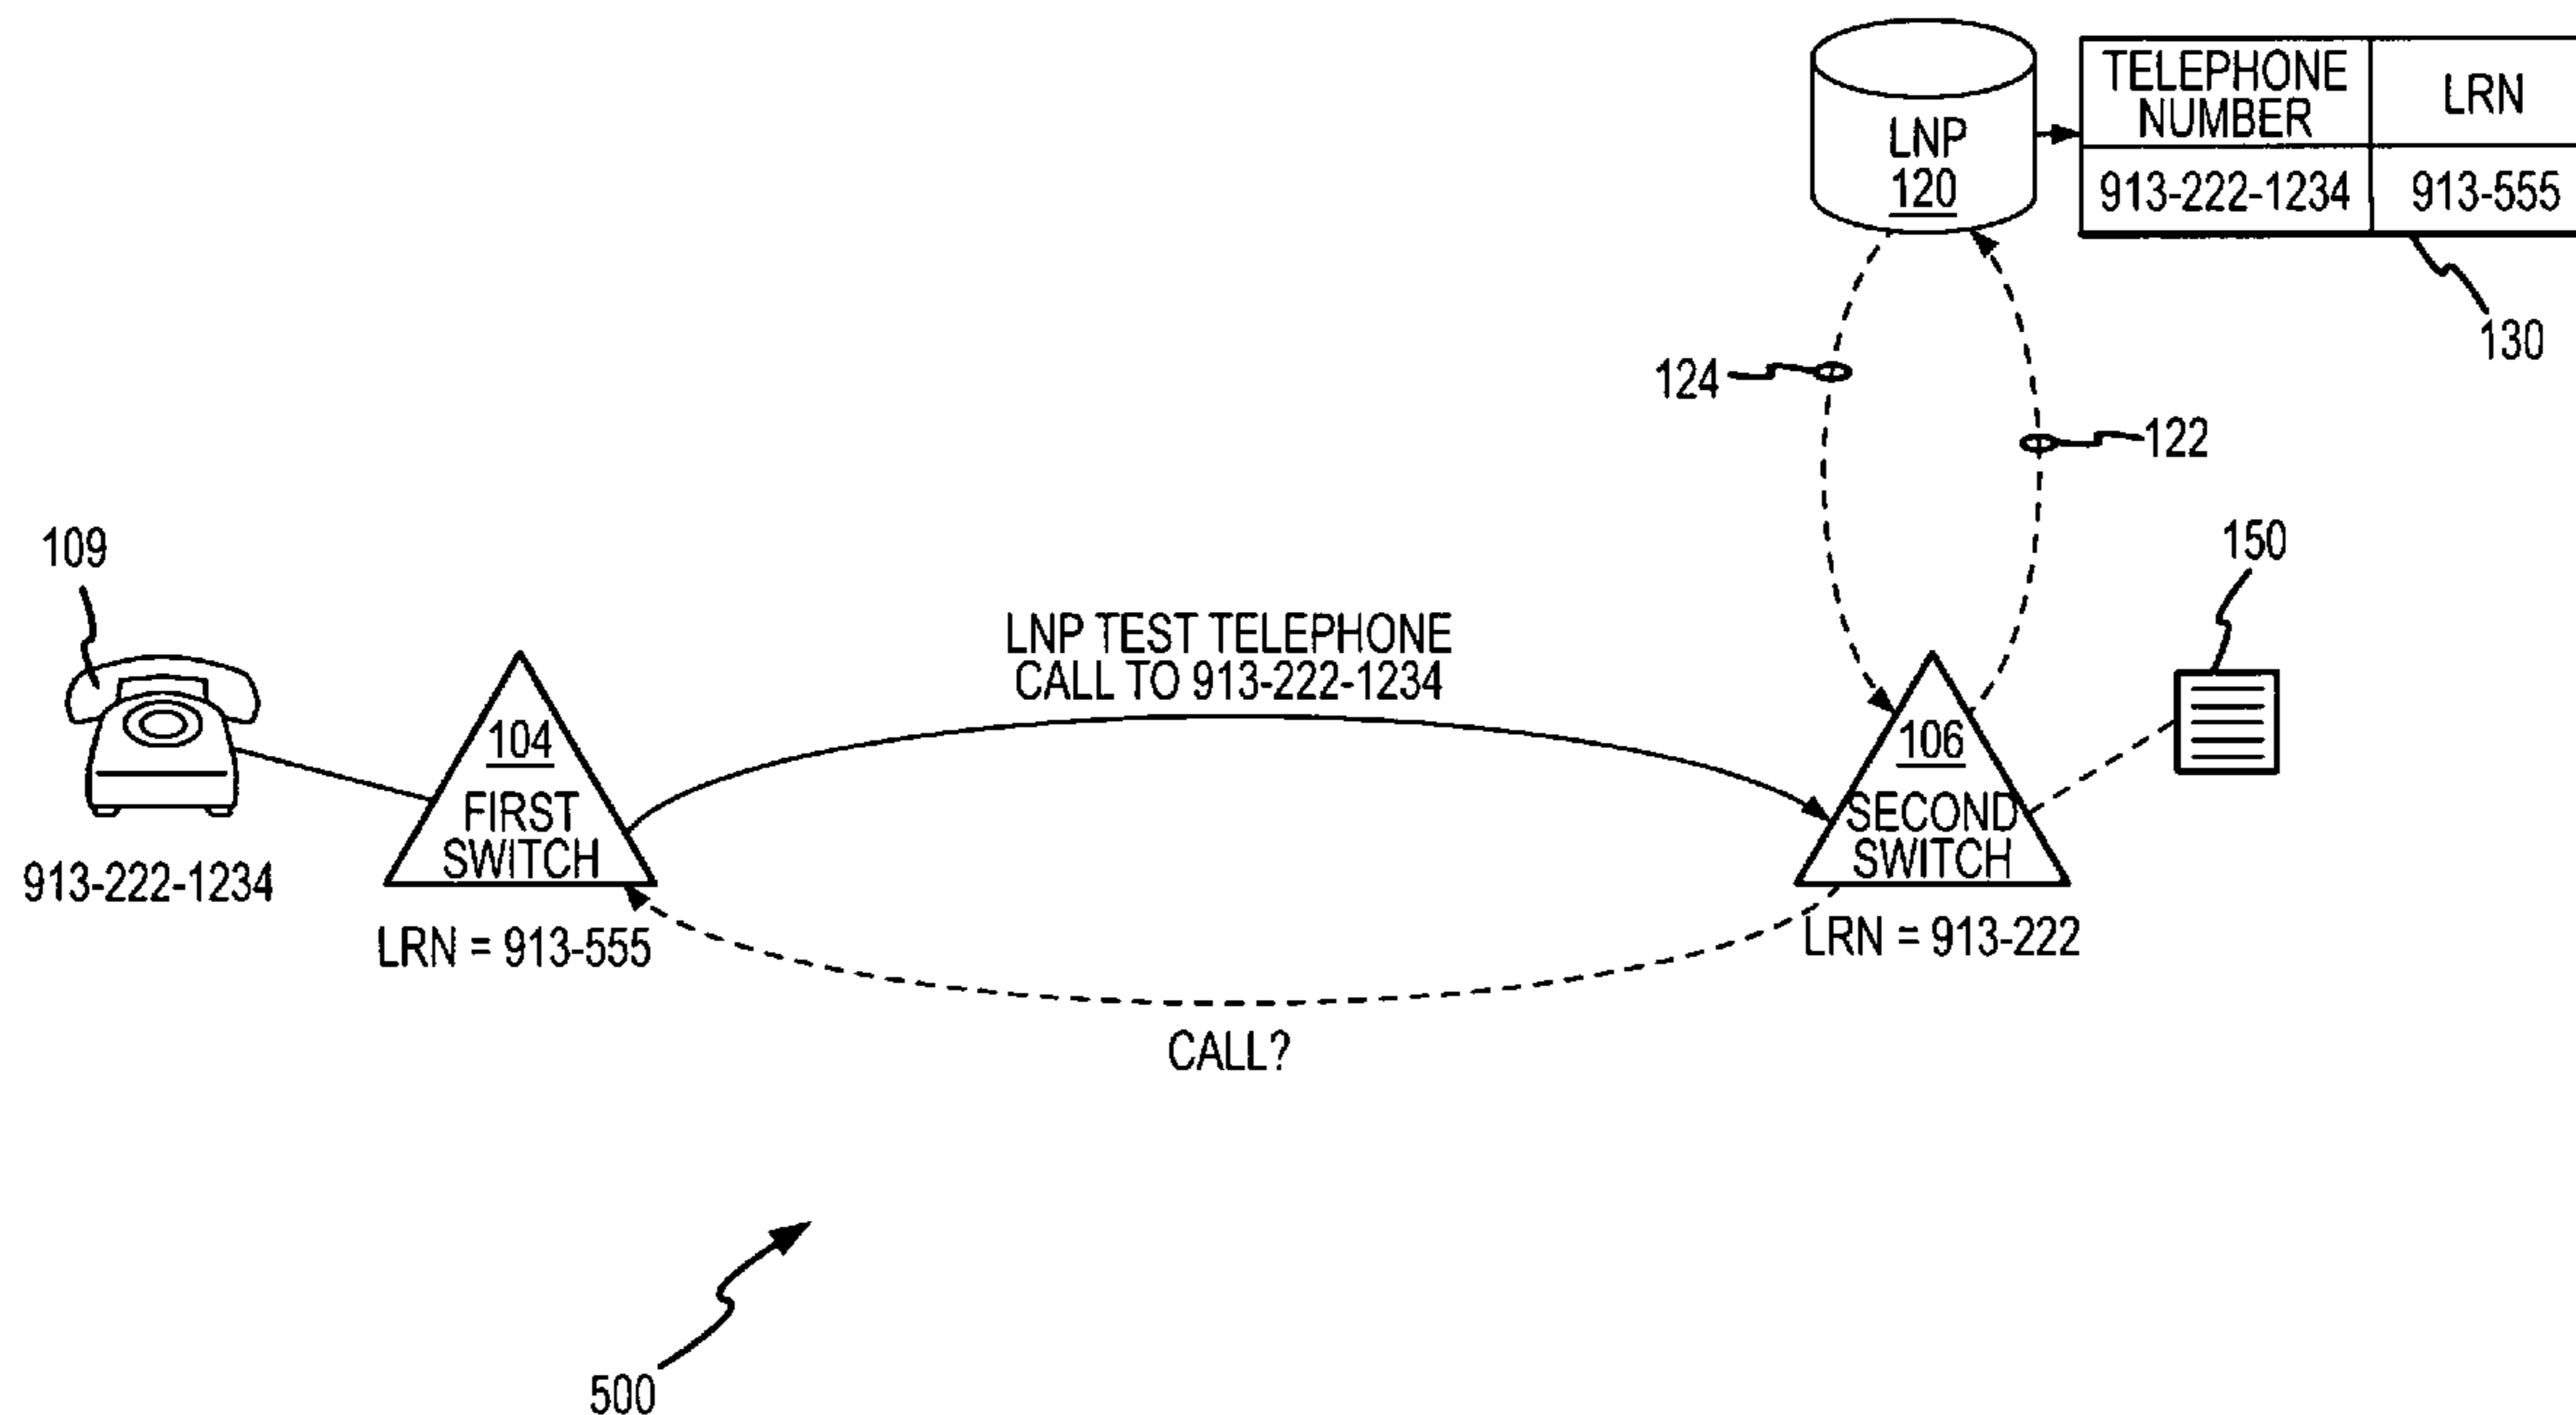 TELEPHONE
NUMBER
LRN
913-222-1234
913-555
LNP
120
130
124
122
109
150
LNP TEST TELEPHONE
CALL TO 913-222-1234
104
FIRST
SWITCH
106
SECOND
SWITCH
913-222-1234
LRN = 913-555
LRN = 913-222
CALL?
500